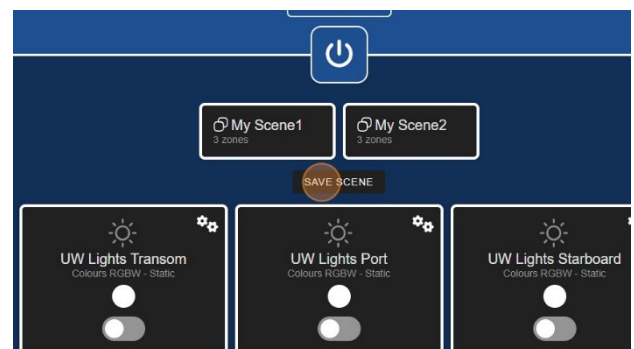 My Scene1
3 zones
My Scene2
3 zones
SAVE SCENE
UW Lights Transom
Colours RGBW - Static
UW Lights Port
Colours RGBW - Static
UW Lights Starboard
Colours RGBW - Static